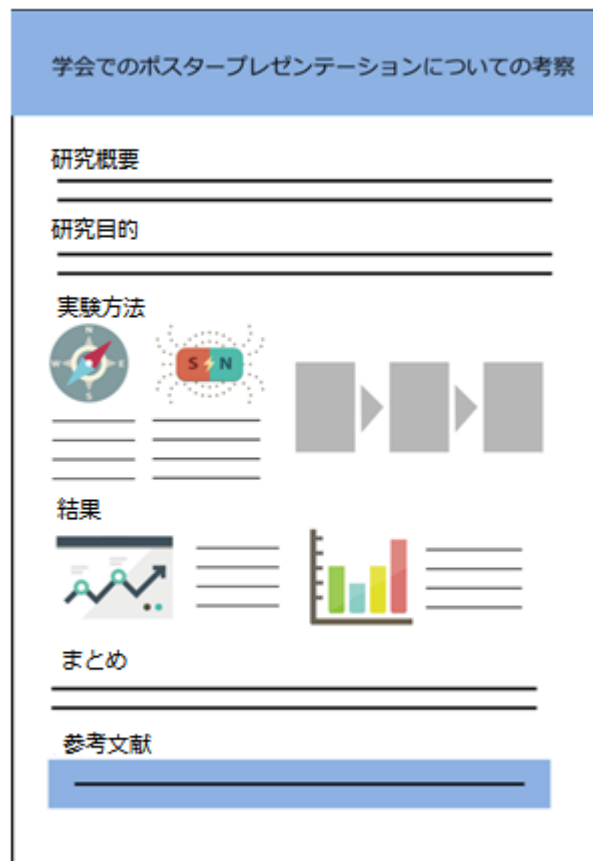 学会でのポスタープレゼンテーションについての考察
研究概要
研究目的
実験方法
N
W E
S
S N
結果
まとめ
参考文献